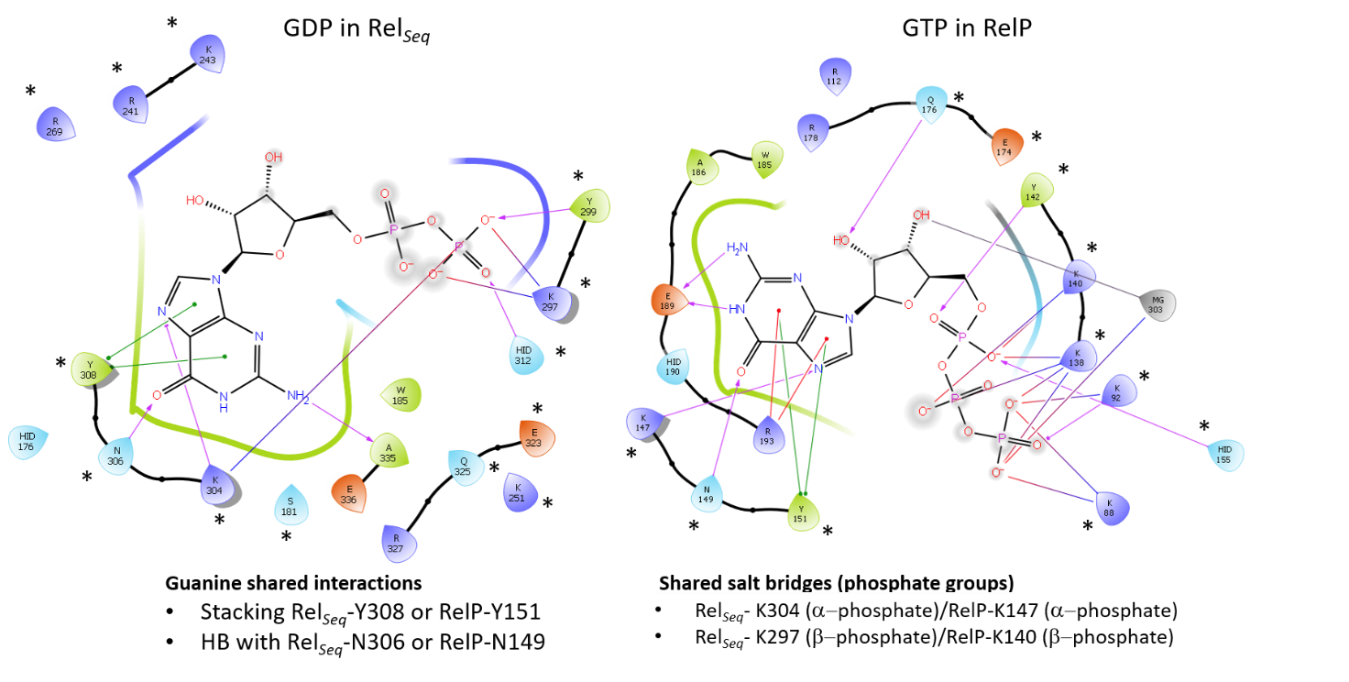 GDP in RelSeq
GTP in RelP
*
K
243
*
R
241
*
R
269
OH
HO
O
O
P
O
O⁻
O
P
O⁻
O⁻
O
N
N
N
N
H
NH2
O
Y
299
*
K
297
*
HID
312
*
Y
308
*
HID
176
N
306
*
K
304
*
S
181
*
W
185
A
335
E
336
Q
325
*
E
323
*
K
251
*
R
327
R
112
Q
176
*
R
178
E
174
*
A
186
W
185
Y
142
*
K
140
*
MG
303
K
138
*
K
92
*
HID
155
*
K
88
*
E
189
HID
190
K
147
*
R
193
N
149
*
Y
151
*
H2N
N
HN
O
N
N
OH
HO
O
O
O
P
O⁻
O
O
P
O⁻
O
O⁻
P
O
O⁻
Guanine shared interactions
• Stacking RelSeq-Y308 or RelP-Y151
• HB with RelSeq-N306 or RelP-N149
Shared salt bridges (phosphate groups)
• RelSeq- K304 (α–phosphate)/RelP-K147 (α–phosphate)
• RelSeq- K297 (β–phosphate)/RelP-K140 (β–phosphate)